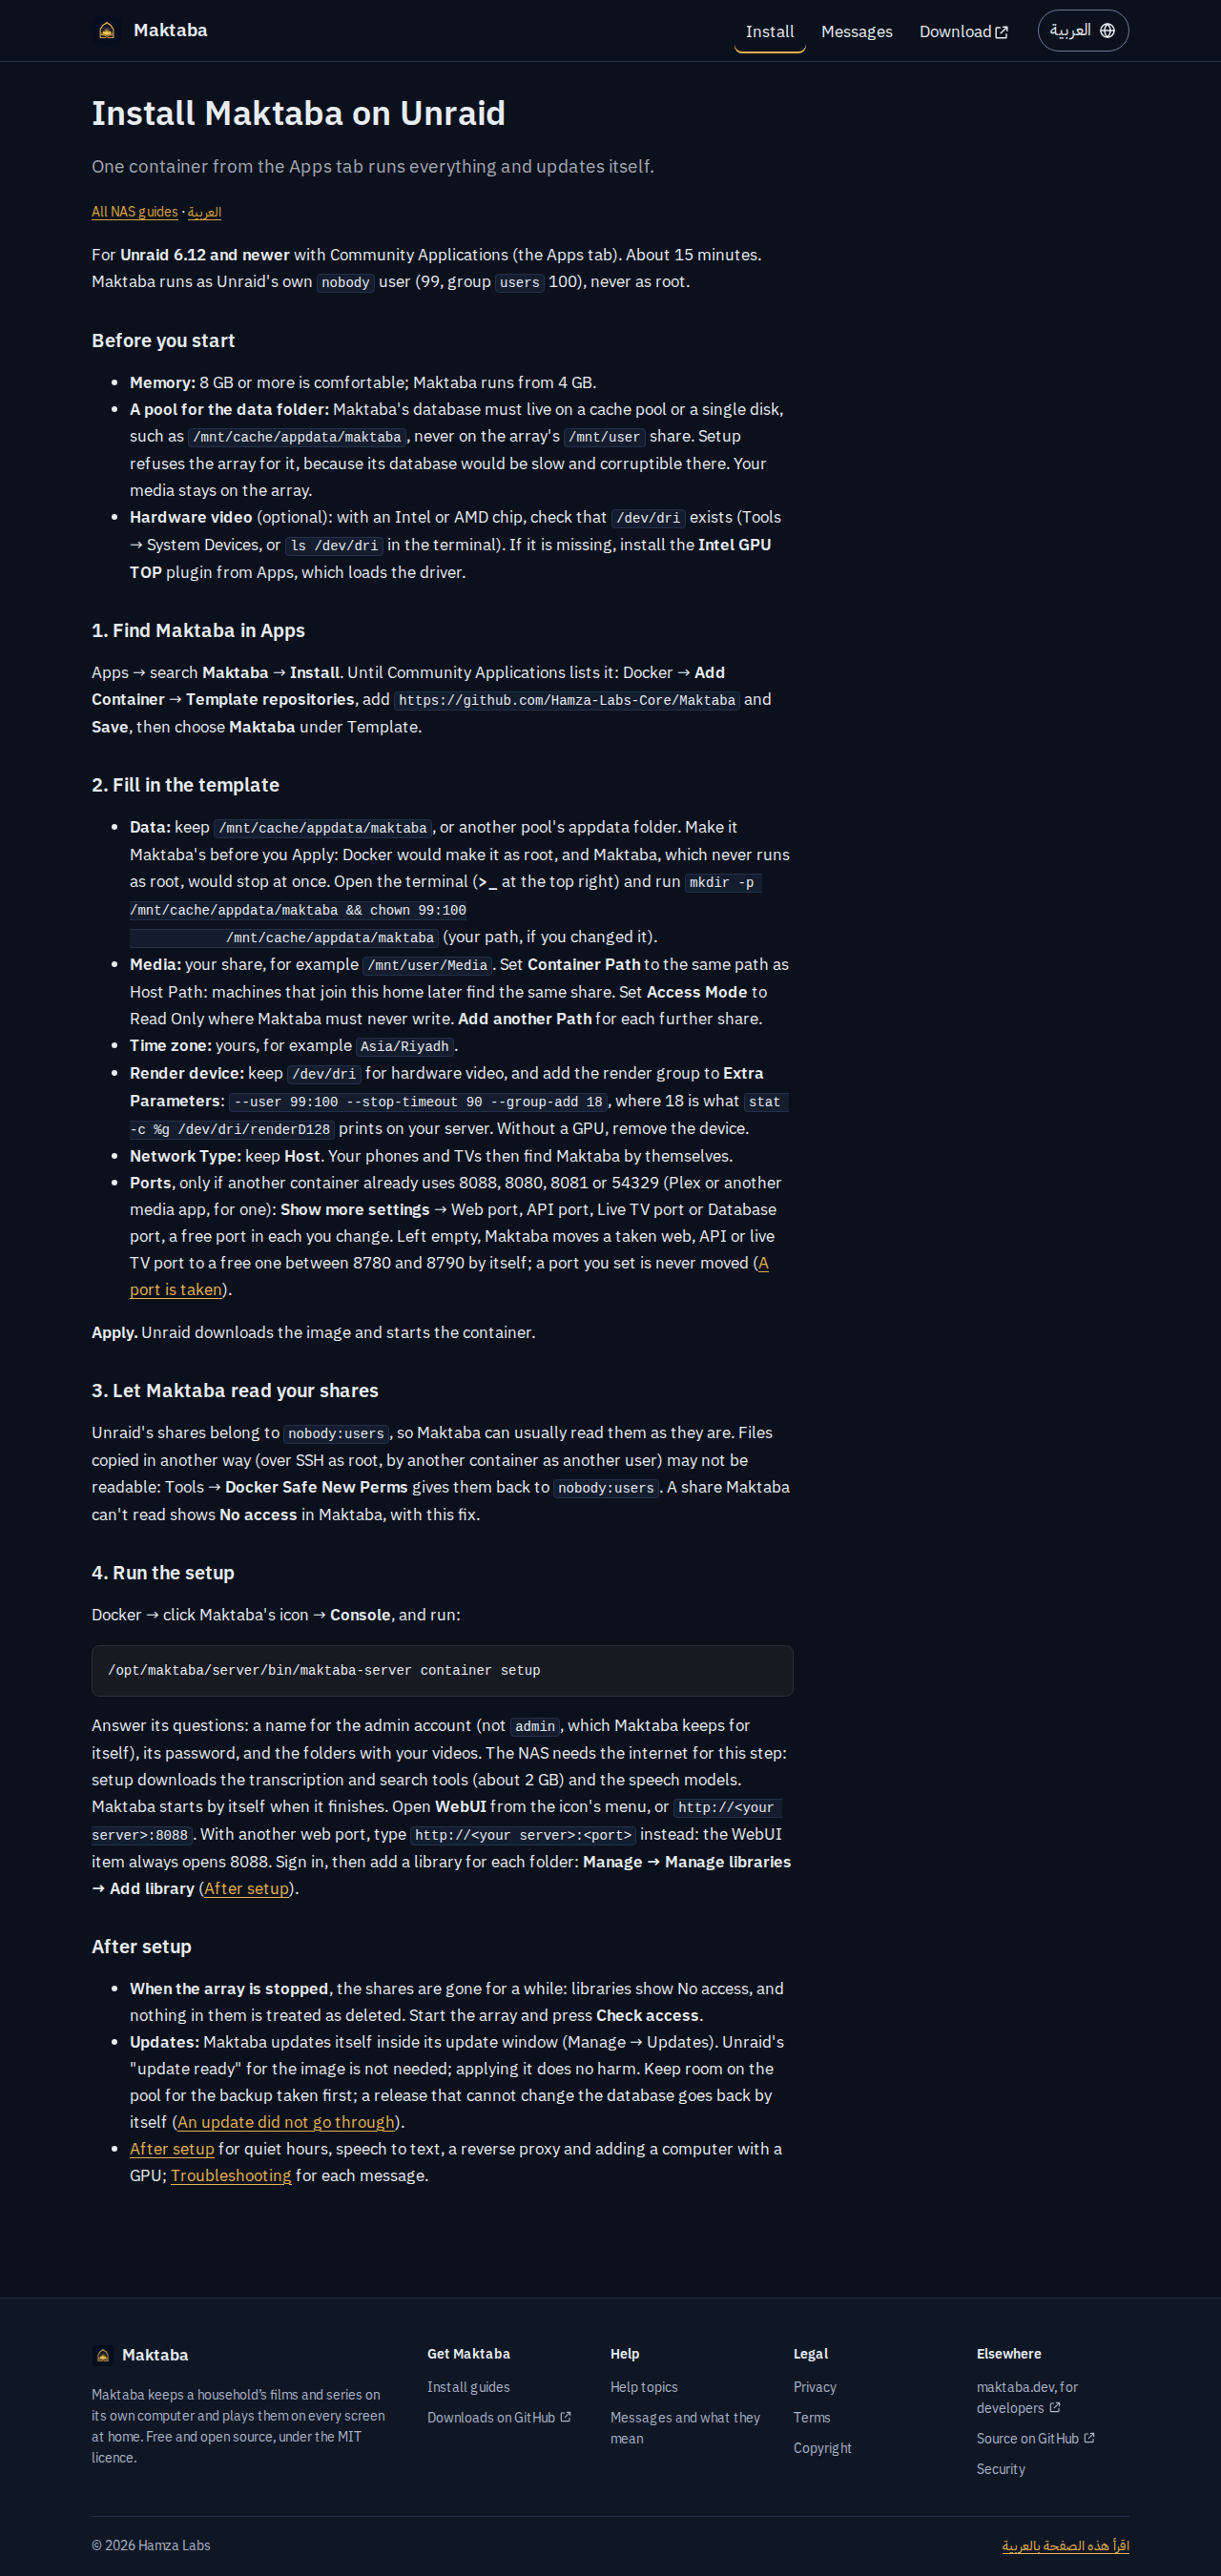 Maktaba
Install
Messages
Download
العربية
Install Maktaba on Unraid
One container from the Apps tab runs everything and updates itself.
All NAS guides · العربية
For Unraid 6.12 and newer with Community Applications (the Apps tab). About 15 minutes.
Maktaba runs as Unraid's own nobody user (99, group users 100), never as root.
Before you start
• Memory: 8 GB or more is comfortable; Maktaba runs from 4 GB.
• A pool for the data folder: Maktaba's database must live on a cache pool or a single disk,
such as /mnt/cache/appdata/maktaba, never on the array's /mnt/user share. Setup
refuses the array for it, because its database would be slow and corruptible there. Your
media stays on the array.
• Hardware video (optional): with an Intel or AMD chip, check that /dev/dri exists (Tools
→ System Devices, or ls /dev/dri in the terminal). If it is missing, install the Intel GPU
TOP plugin from Apps, which loads the driver.
1. Find Maktaba in Apps
Apps → search Maktaba → Install. Until Community Applications lists it: Docker → Add
Container → Template repositories, add https://github.com/Hamza-Labs-Core/Maktaba and
Save, then choose Maktaba under Template.
2. Fill in the template
• Data: keep /mnt/cache/appdata/maktaba, or another pool's appdata folder. Make it
Maktaba's before you Apply: Docker would make it as root, and Maktaba, which never runs
as root, would stop at once. Open the terminal (>_ at the top right) and run mkdir -p
/mnt/cache/appdata/maktaba && chown 99:100
/mnt/cache/appdata/maktaba (your path, if you changed it).
• Media: your share, for example /mnt/user/Media. Set Container Path to the same path as
Host Path: machines that join this home later find the same share. Set Access Mode to
Read Only where Maktaba must never write. Add another Path for each further share.
• Time zone: yours, for example Asia/Riyadh.
• Render device: keep /dev/dri for hardware video, and add the render group to Extra
Parameters: --user 99:100 --stop-timeout 90 --group-add 18, where 18 is what stat
-c %g /dev/dri/renderD128 prints on your server. Without a GPU, remove the device.
• Network Type: keep Host. Your phones and TVs then find Maktaba by themselves.
• Ports, only if another container already uses 8088, 8080, 8081 or 54329 (Plex or another
media app, for one): Show more settings → Web port, API port, Live TV port or Database
port, a free port in each you change. Left empty, Maktaba moves a taken web, API or live
TV port to a free one between 8780 and 8790 by itself; a port you set is never moved (A
port is taken).
Apply. Unraid downloads the image and starts the container.
3. Let Maktaba read your shares
Unraid's shares belong to nobody:users, so Maktaba can usually read them as they are. Files
copied in another way (over SSH as root, by another container as another user) may not be
readable: Tools → Docker Safe New Perms gives them back to nobody:users. A share Maktaba
can't read shows No access in Maktaba, with this fix.
4. Run the setup
Docker → click Maktaba's icon → Console, and run:
/opt/maktaba/server/bin/maktaba-server container setup
Answer its questions: a name for the admin account (not admin, which Maktaba keeps for
itself), its password, and the folders with your videos. The NAS needs the internet for this step:
setup downloads the transcription and search tools (about 2 GB) and the speech models.
Maktaba starts by itself when it finishes. Open WebUI from the icon's menu, or http://<your
server>:8088. With another web port, type http://<your server>:<port> instead: the WebUI
item always opens 8088. Sign in, then add a library for each folder: Manage → Manage libraries
→ Add library (After setup).
After setup
• When the array is stopped, the shares are gone for a while: libraries show No access, and
nothing in them is treated as deleted. Start the array and press Check access.
• Updates: Maktaba updates itself inside its update window (Manage → Updates). Unraid's
"update ready" for the image is not needed; applying it does no harm. Keep room on the
pool for the backup taken first; a release that cannot change the database goes back by
itself (An update did not go through).
• After setup for quiet hours, speech to text, a reverse proxy and adding a computer with a
GPU; Troubleshooting for each message.
Maktaba
Maktaba keeps a household's films and series on
its own computer and plays them on every screen
at home. Free and open source, under the MIT
licence.
Get Maktaba
Install guides
Downloads on GitHub
Help
Help topics
Messages and what they
mean
Legal
Privacy
Terms
Copyright
Elsewhere
maktaba.dev, for
developers
Source on GitHub
Security
© 2026 Hamza Labs
اقرأ هذه الصفحة بالعربية